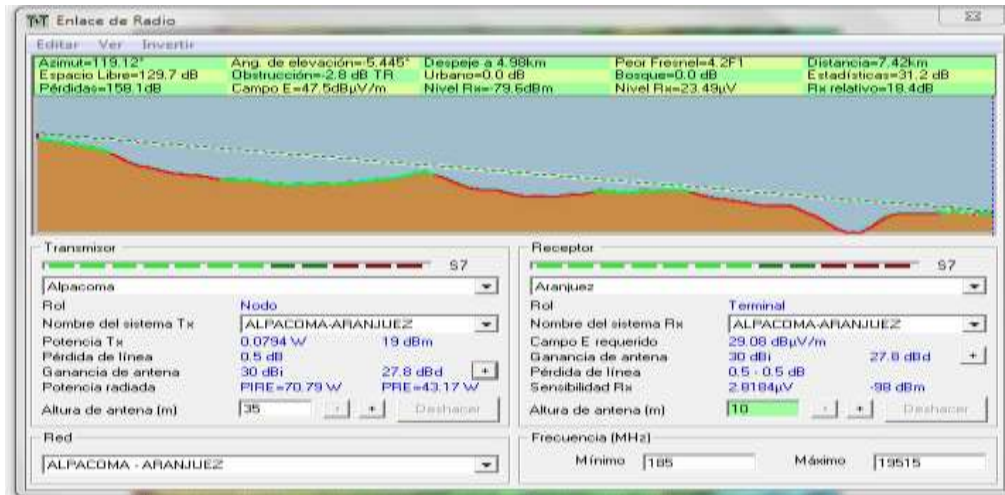 Enlace de Radio
Editar Ver Invertir
Azimut=119.12° Ang. de elevación=-5.445° Despeje a 4.98km Peor Fresnel=4.2F1 Distancia=7.42km
Espacio Libre=129.7 dB Obstrucción=-2.8 dB TR Urbano=0.0 dB Bosque=0.0 dB Estadísticas=31.2 dB
Pérdidas=158.1dB Campo E=47.5dBμV/m Nivel Rx=-79.6dBm Nivel Rx=23.49μV Rx relativo=18.4dB
Transmisor Receptor
S7 S7
Alpacoma Aranjuez
Rol Nodo Rol Terminal
Nombre del sistema Tx ALPACOMA-ARANJUEZ Nombre del sistema Rx ALPACOMA-ARANJUEZ
Potencia Tx 0.0794 W 19 dBm Campo E requerido 29.08 dBμV/m
Pérdida de línea 0.5 dB Ganancia de antena 30 dBi 27.8 dBd +
Ganancia de antena 30 dBi 27.8 dBd + Pérdida de línea 0.5 - 0.5 dB
Potencia radiada PIRE=70.79 W PRE=43.17 W Sensibilidad Rx 2.8184μV -98 dBm
Altura de antena (m) 35 - + Deshacer Altura de antena (m) 10 - + Deshacer
Red Frecuencia (MHz)
ALPACOMA - ARANJUEZ Mínimo 185 Máximo 19515